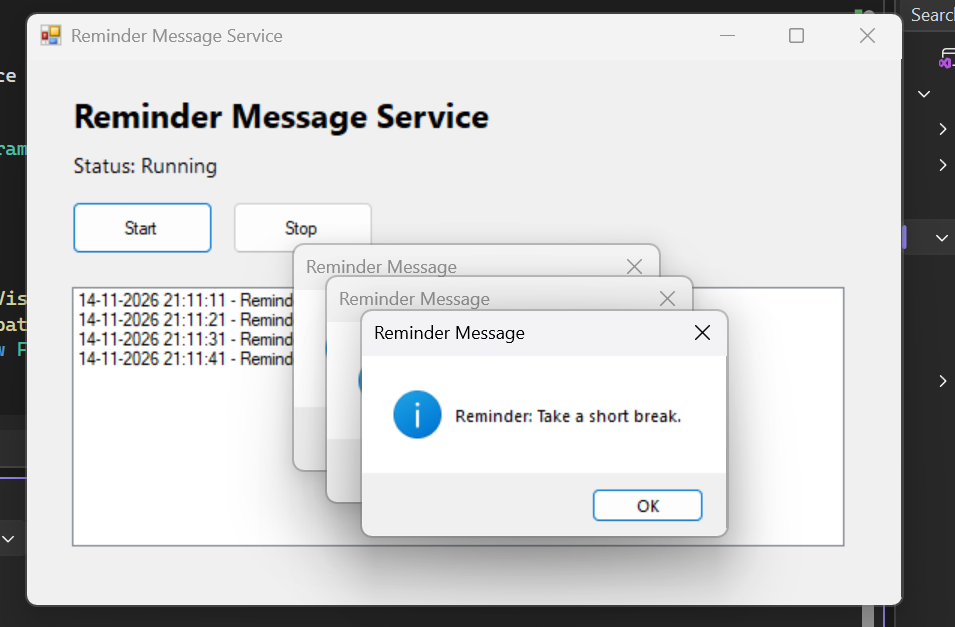 Search
Reminder Message Service
Reminder Message Service
Status: Running
Start
Stop
14-11-2026 21:11:11 - Remind
14-11-2026 21:11:21 - Remind
14-11-2026 21:11:31 - Remind
14-11-2026 21:11:41 - Remind
Reminder Message
Reminder Message
Reminder Message
Reminder: Take a short break.
OK